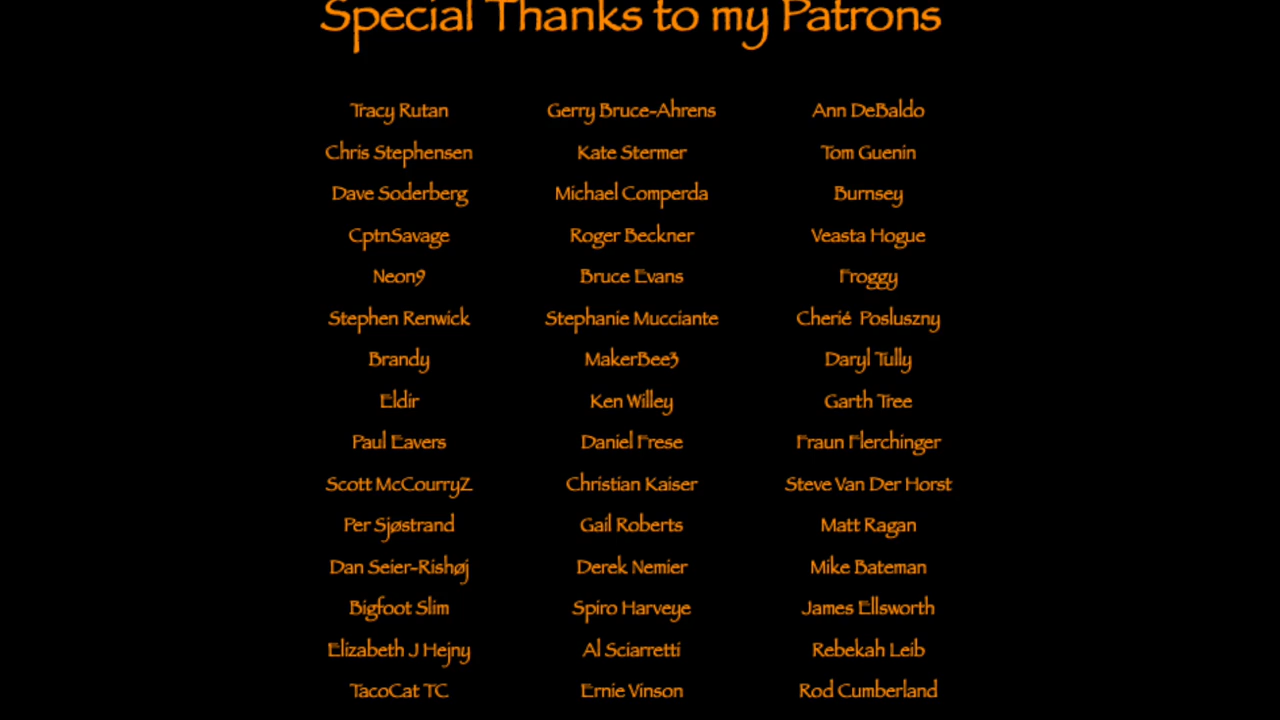 Special Thanks to my Patrons
Tracy Rutan Gerry Bruce-Ahrens Ann DeBaldo
Chris Stephensen Kate Stermer Tom Guenin
Dave Soderberg Michael Comperda Burnsey
CptnSavage Roger Beckner Veasta Hogue
Neon9 Bruce Evans Froggy
Stephen Renwick Stephanie Mucciante Cherié Posluszny
Brandy MakerBee3 Daryl Tully
Eldir Ken Willey Garth Tree
Paul Eavers Daniel Frese Fraun Flerchinger
Scott McCourryZ Christian Kaiser Steve Van Der Horst
Per Sjøstrand Gail Roberts Matt Ragan
Dan Seier-Rishøj Derek Nemier Mike Bateman
Bigfoot Slim Spiro Harveye James Ellsworth
Elizabeth J Hejny Al Sciarretti Rebekah Leib
TacoCat TC Ernie Vinson Rod Cumberland